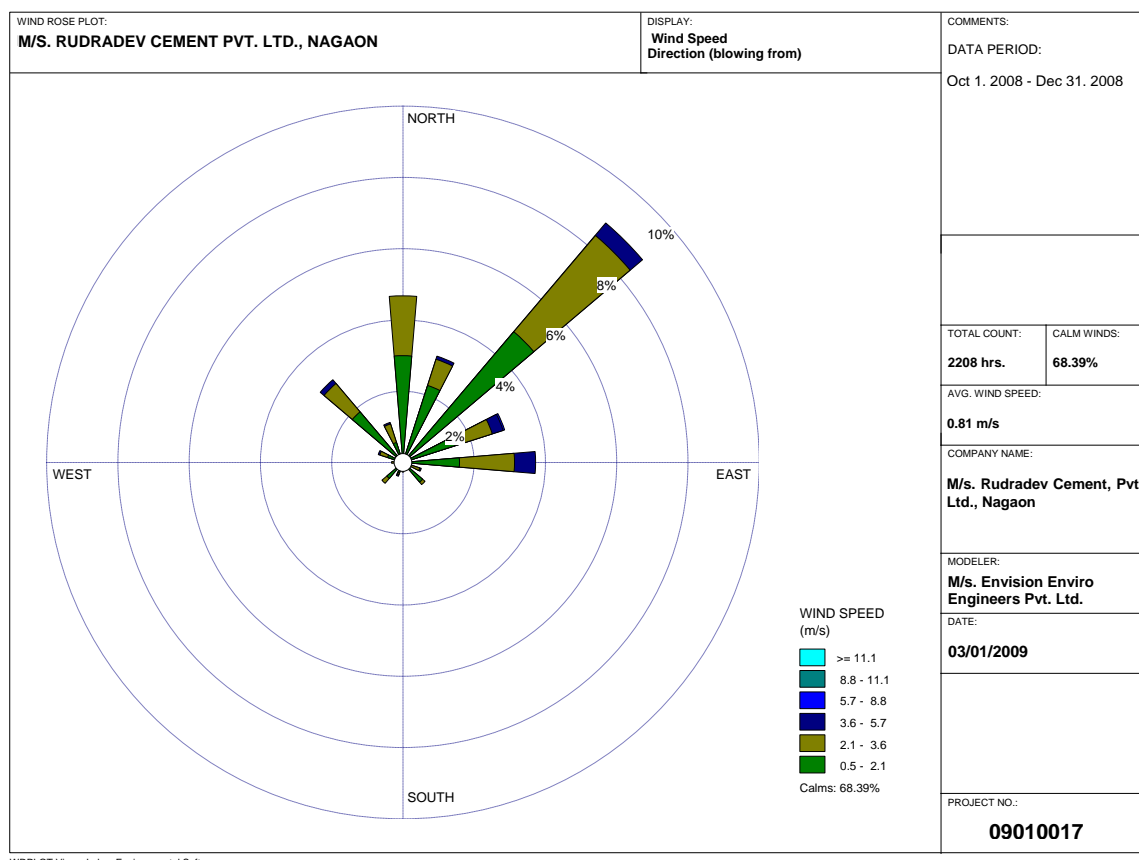 WIND ROSE PLOT:
M/S. RUDRADEV CEMENT PVT. LTD., NAGAON
DISPLAY:
Wind Speed
Direction (blowing from)
COMMENTS:
DATA PERIOD:
Oct 1. 2008 - Dec 31. 2008
NORTH
10%
8%
6%
4%
2%
WEST
EAST
SOUTH
WIND SPEED
(m/s)
>= 11.1
8.8 - 11.1
5.7 - 8.8
3.6 - 5.7
2.1 - 3.6
0.5 - 2.1
Calms: 68.39%
TOTAL COUNT:
2208 hrs.
CALM WINDS:
68.39%
AVG. WIND SPEED:
0.81 m/s
COMPANY NAME:
M/s. Rudradev Cement, Pvt
Ltd., Nagaon
MODELER:
M/s. Envision Enviro
Engineers Pvt. Ltd.
DATE:
03/01/2009
PROJECT NO.:
09010017